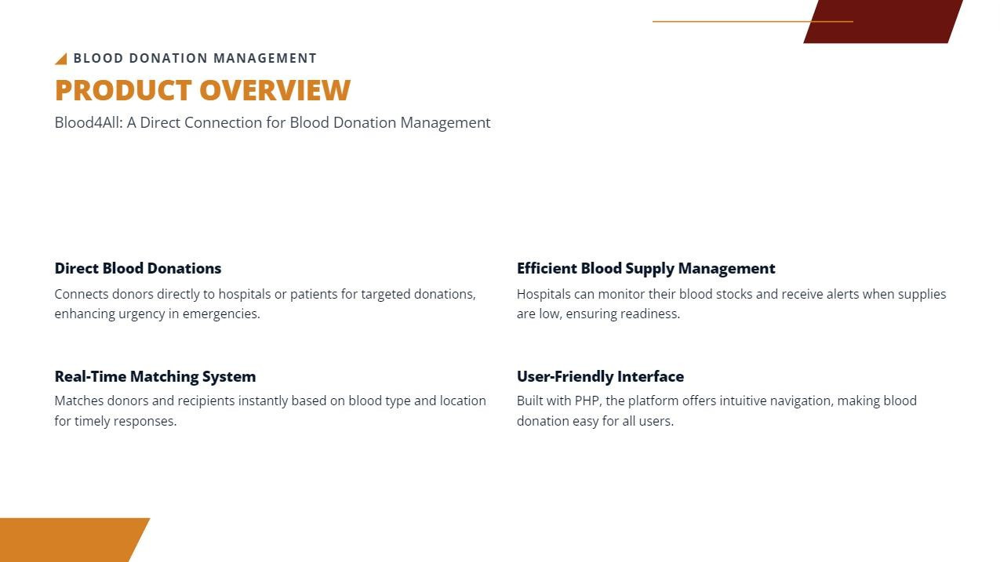 BLOOD DONATION MANAGEMENT
PRODUCT OVERVIEW
Blood4All: A Direct Connection for Blood Donation Management
Direct Blood Donations
Connects donors directly to hospitals or patients for targeted donations,
enhancing urgency in emergencies.
Efficient Blood Supply Management
Hospitals can monitor their blood stocks and receive alerts when supplies
are low, ensuring readiness.
Real-Time Matching System
Matches donors and recipients instantly based on blood type and location
for timely responses.
User-Friendly Interface
Built with PHP, the platform offers intuitive navigation, making blood
donation easy for all users.